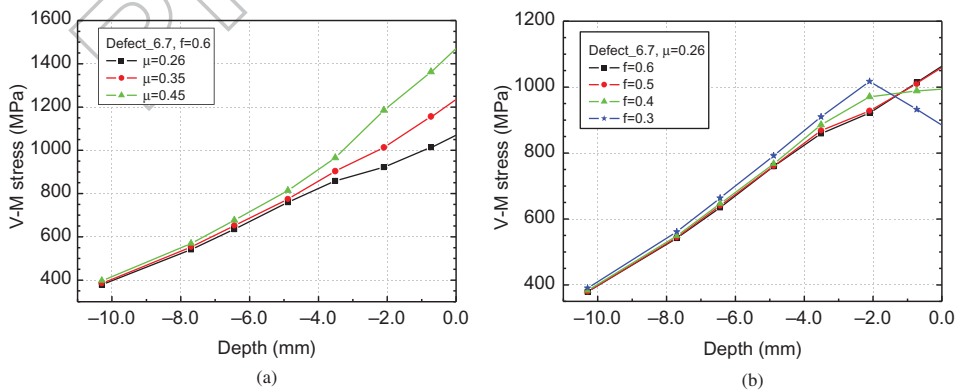 1600
1400
1200
1000
800
600
400
V-M stress (MPa)
Defect_6.7, f=0.6
μ=0.26
μ=0.35
μ=0.45
–10.0 –8.0 –6.0 –4.0 –2.0 0.0
Depth (mm)
(a)
1200
1000
800
600
400
V-M stress (MPa)
Defect_6.7, μ=0.26
f=0.6
f=0.5
f=0.4
f=0.3
–10.0 –8.0 –6.0 –4.0 –2.0 0.0
Depth (mm)
(b)